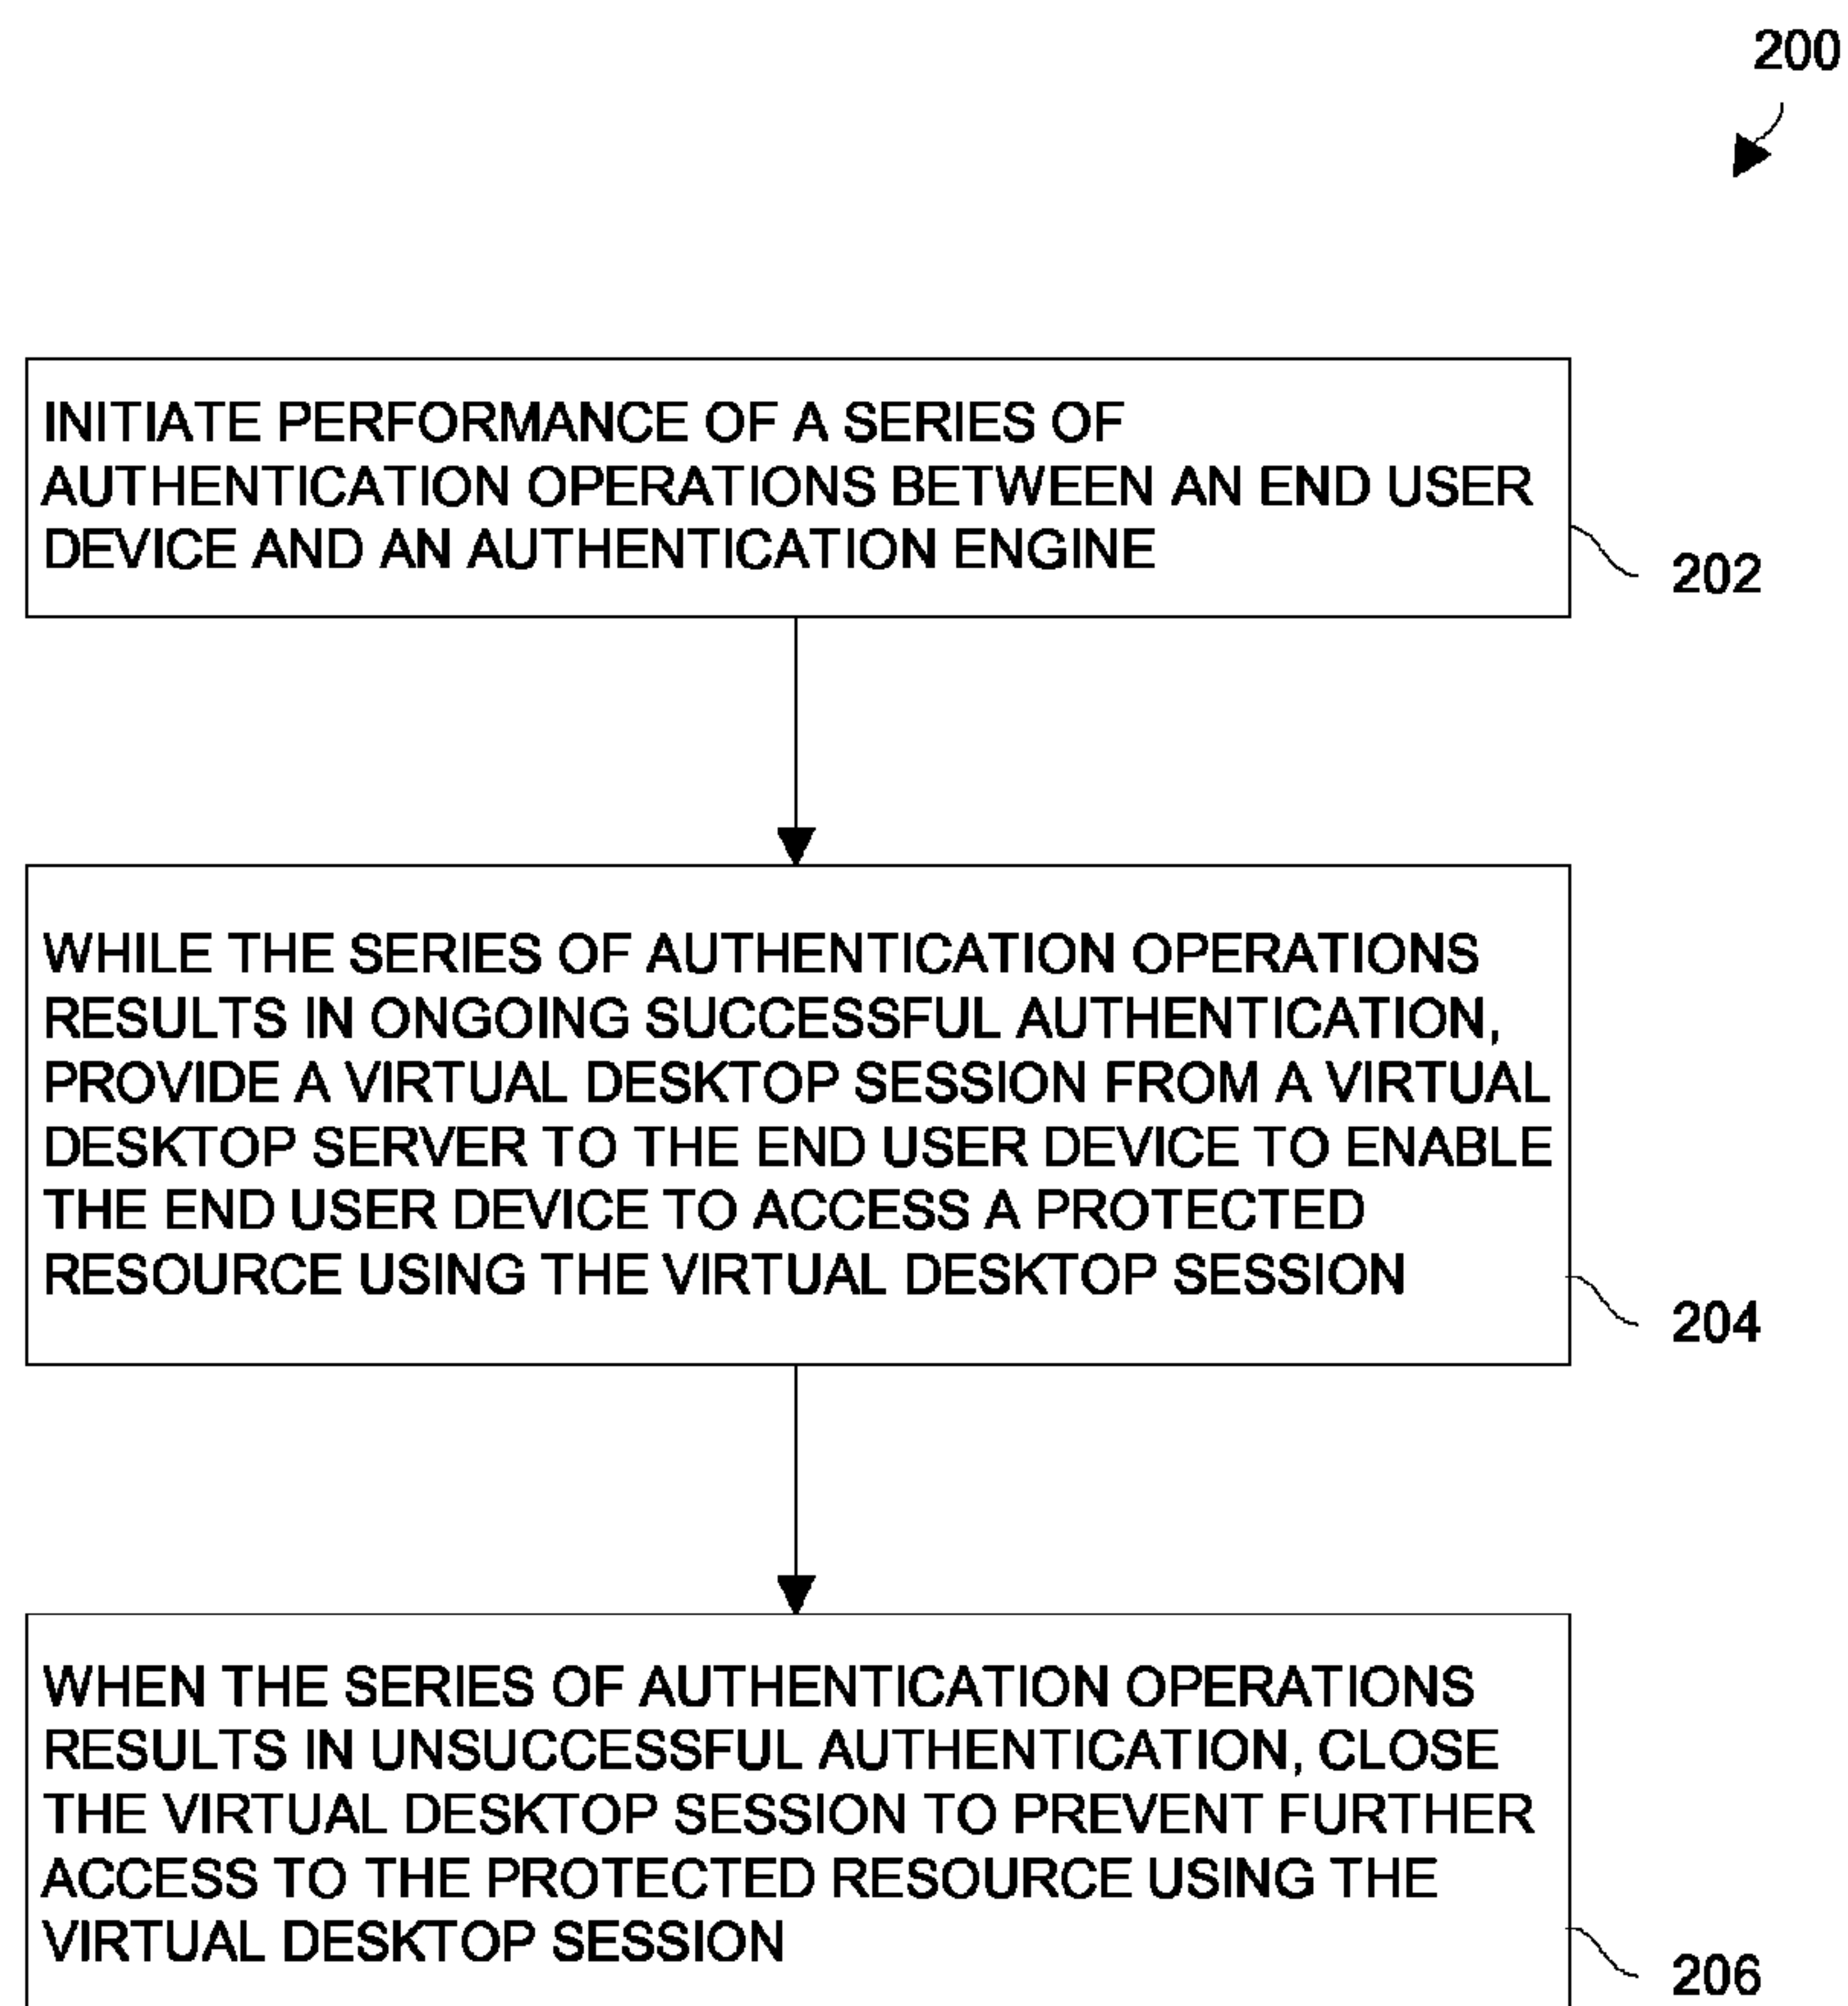 200
INITIATE PERFORMANCE OF A SERIES OF
AUTHENTICATION OPERATIONS BETWEEN AN END USER
DEVICE AND AN AUTHENTICATION ENGINE
202
WHILE THE SERIES OF AUTHENTICATION OPERATIONS
RESULTS IN ONGOING SUCCESSFUL AUTHENTICATION,
PROVIDE A VIRTUAL DESKTOP SESSION FROM A VIRTUAL
DESKTOP SERVER TO THE END USER DEVICE TO ENABLE
THE END USER DEVICE TO ACCESS A PROTECTED
RESOURCE USING THE VIRTUAL DESKTOP SESSION
204
WHEN THE SERIES OF AUTHENTICATION OPERATIONS
RESULTS IN UNSUCCESSFUL AUTHENTICATION, CLOSE
THE VIRTUAL DESKTOP SESSION TO PREVENT FURTHER
ACCESS TO THE PROTECTED RESOURCE USING THE
VIRTUAL DESKTOP SESSION
206